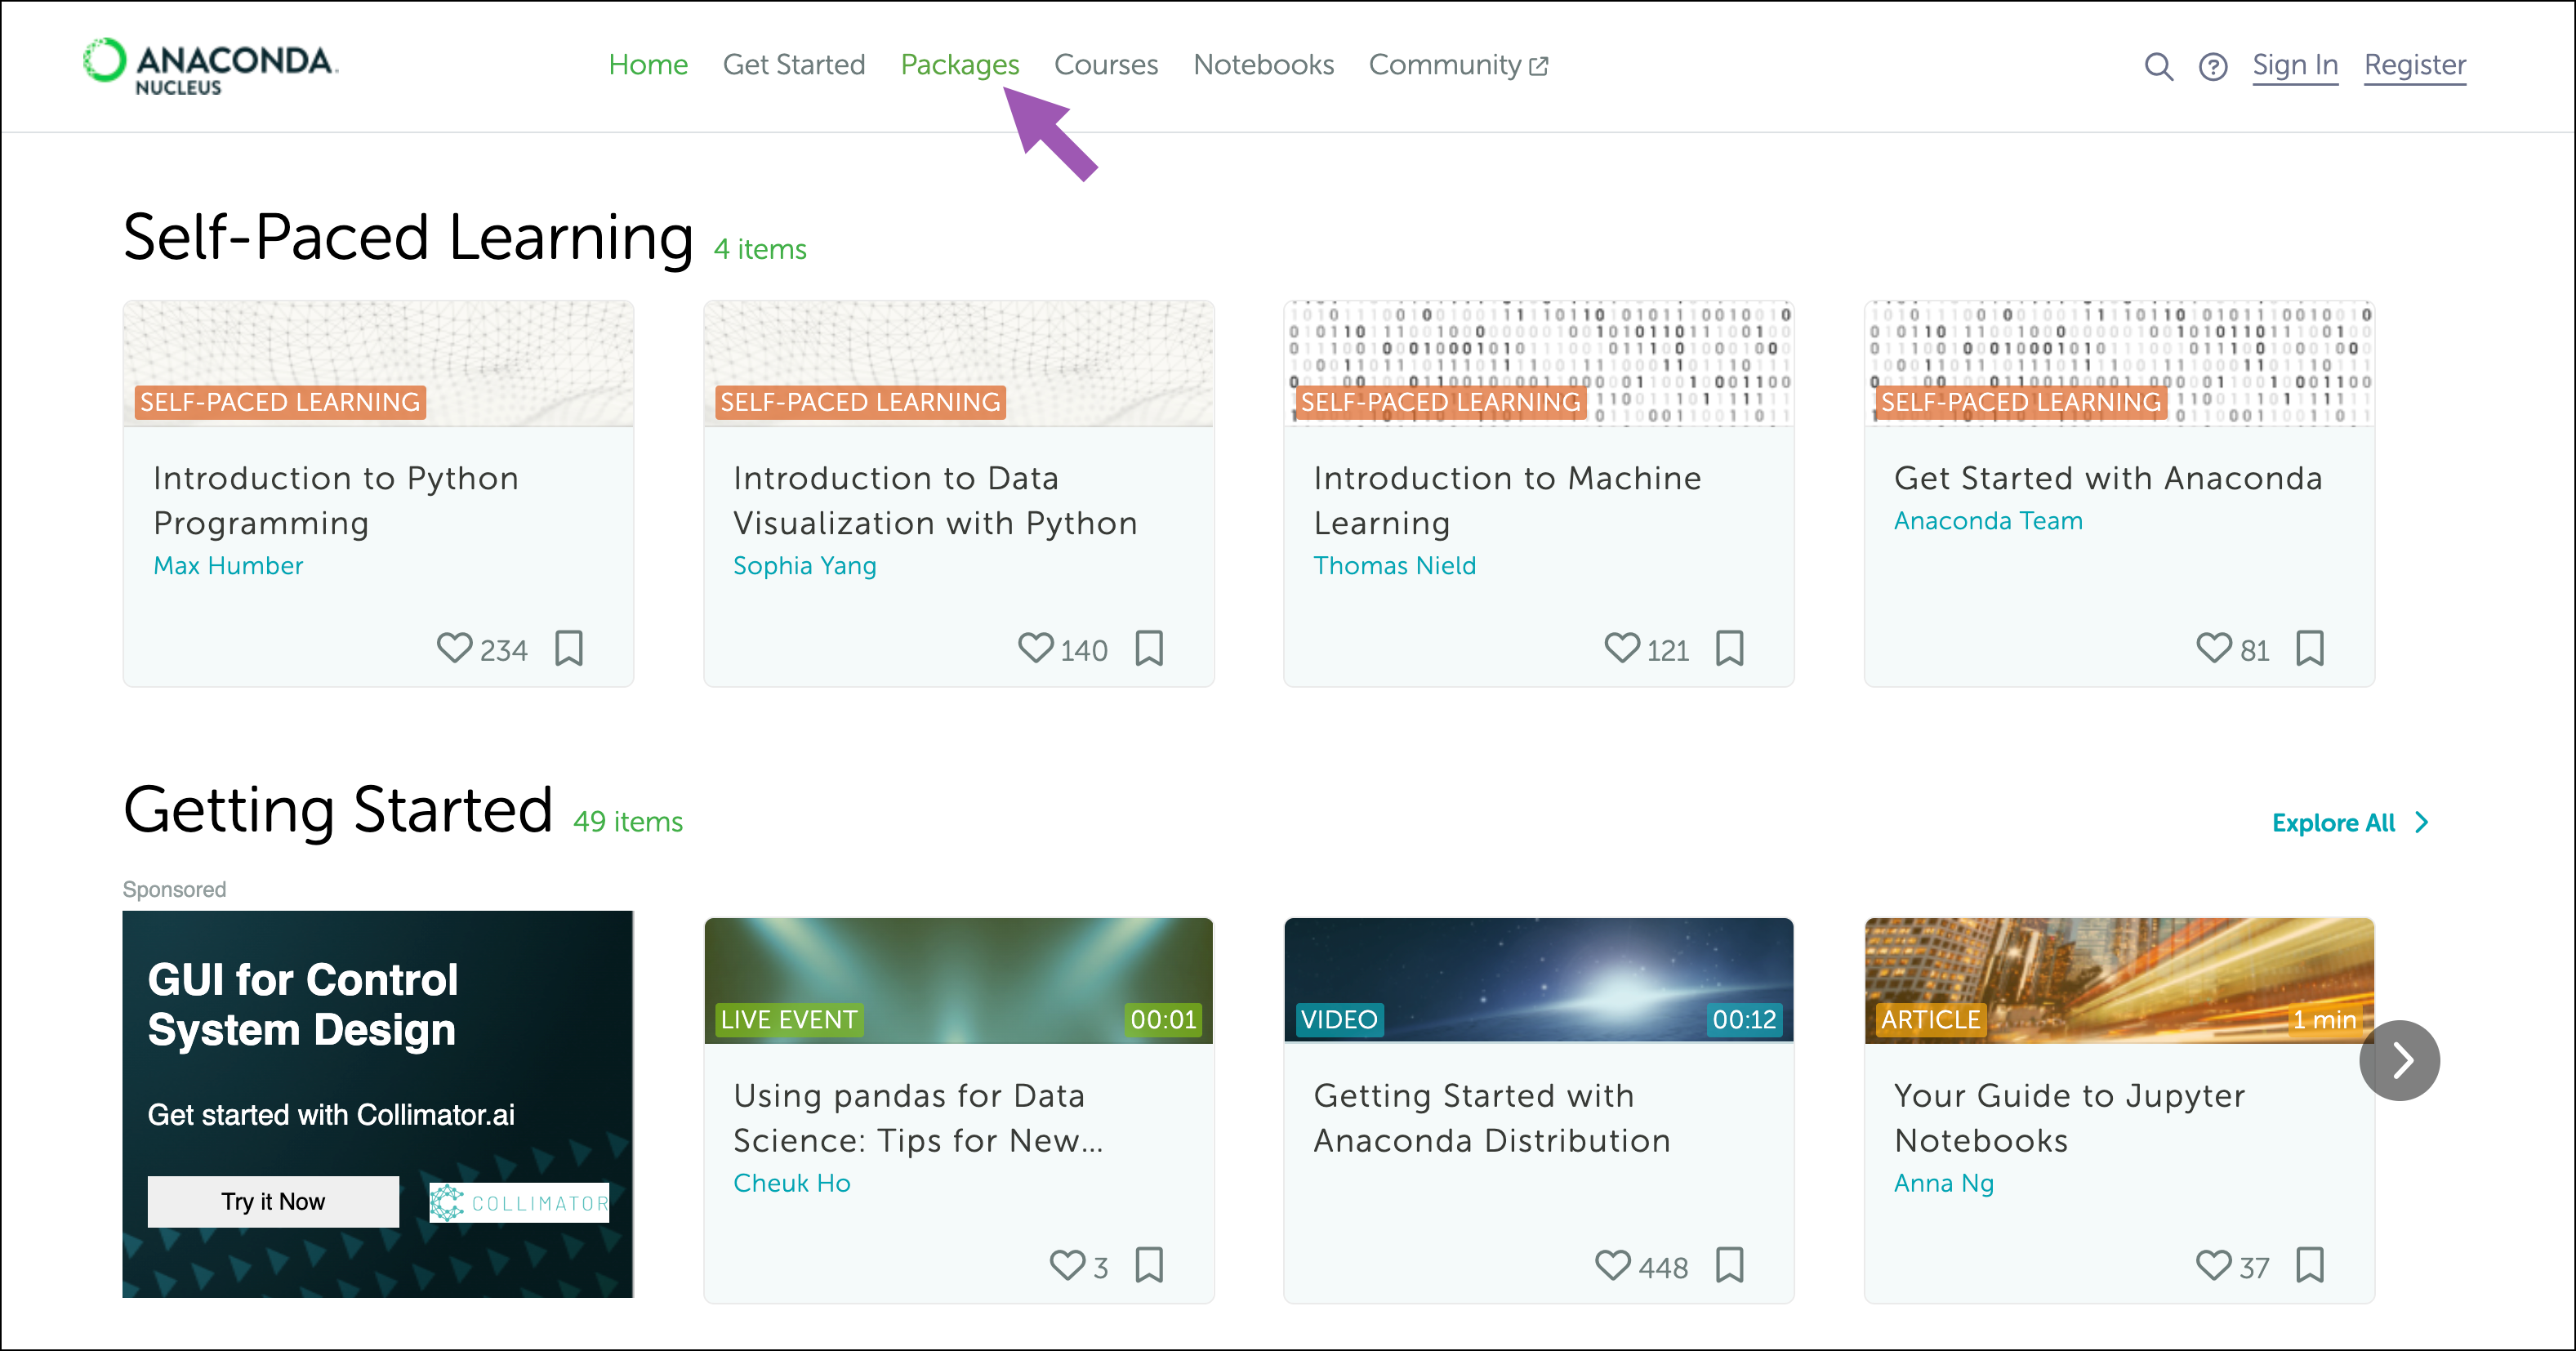 ANACONDA.
NUCLEUS
Home Get Started Packages Courses Notebooks Community
Sign In Register
Self-Paced Learning 4 items
SELF-PACED LEARNING
Introduction to Python
Programming
Max Humber
234
SELF-PACED LEARNING
Introduction to Data
Visualization with Python
Sophia Yang
140
SELF-PACED LEARNING
Introduction to Machine
Learning
Thomas Nield
121
SELF-PACED LEARNING
Get Started with Anaconda
Anaconda Team
81
Getting Started 49 items
Explore All
Sponsored
GUI for Control
System Design
Get started with Collimator.ai
Try it Now
COLLIMATOR
LIVE EVENT 00:01
Using pandas for Data
Science: Tips for New...
Cheuk Ho
3
VIDEO 00:12
Getting Started with
Anaconda Distribution
448
ARTICLE 1 min
Your Guide to Jupyter
Notebooks
Anna Ng
37